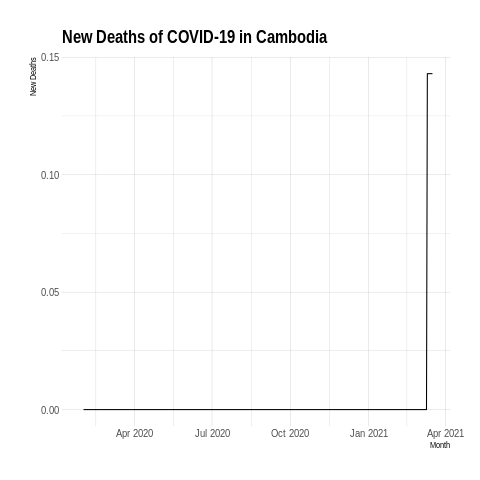 New Deaths of COVID-19 in Cambodia
New Deaths
0.15
0.10
0.05
0.00
Apr 2020
Jul 2020
Oct 2020
Jan 2021
Apr 2021
Month